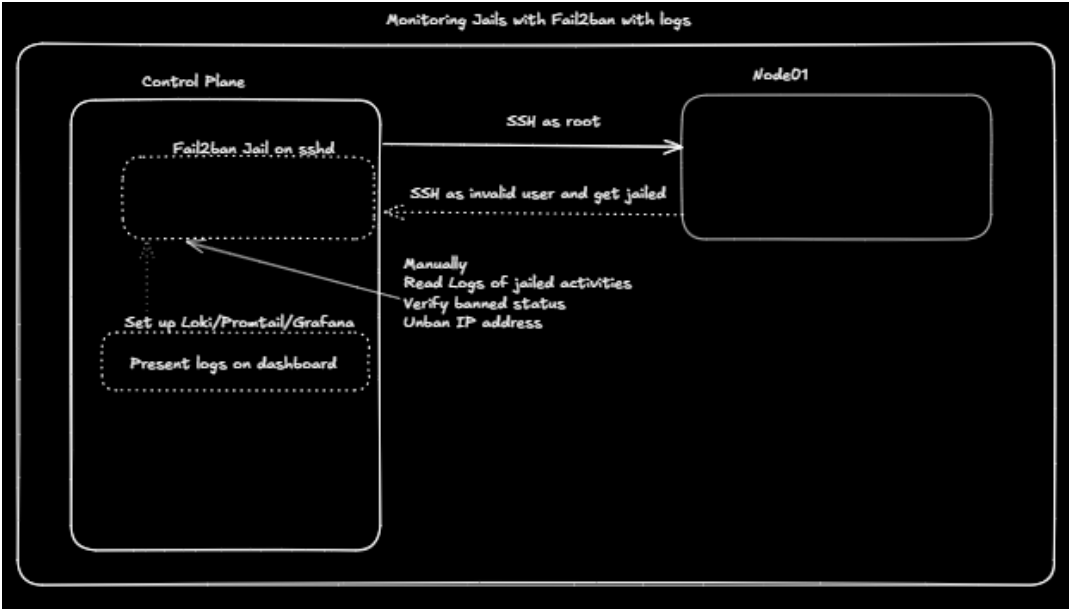 Monitoring Jails with Fail2ban with logs
Control Plane
Node01
SSH as root
Fail2ban Jail on sshd
SSH as invalid user and get jailed
Manually
Read Logs of jailed activities
Verify banned status
Unban IP address
Set up Loki/Promtail/Grafana
Present logs on dashboard